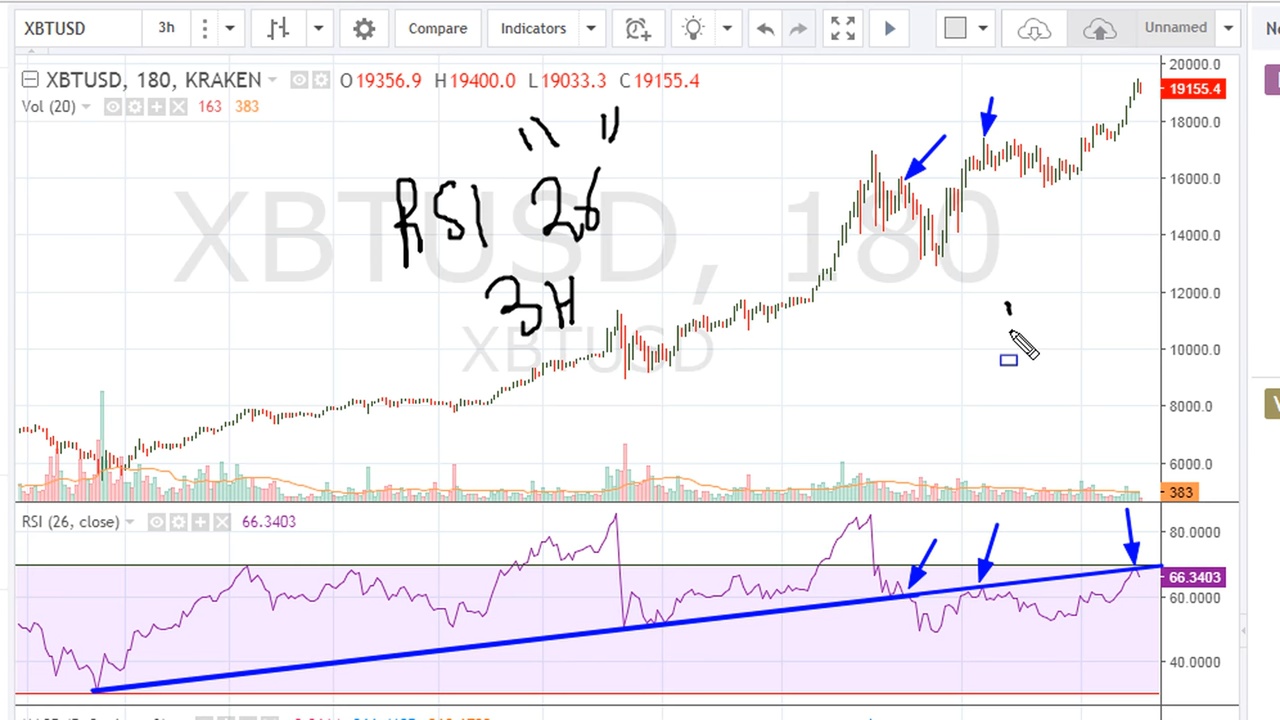 XBTUSD 3h Compare Indicators Unnamed
XBTUSD, 180, KRAKEN O19356.9 H19400.0 L19033.3 C19155.4
Vol (20) 163 383
" "
RSI 26
3H
XBTUSD, 180
XBTUSD
20000.0
19155.4
18000.0
16000.0
14000.0
12000.0
10000.0
8000.0
6000.0
383
RSI (26, close) 66.3403
80.0000
66.3403
60.0000
40.0000